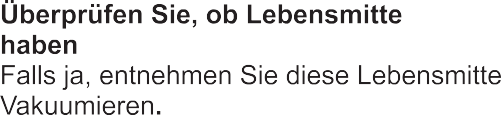 Überprüfen Sie, ob Lebensmitte
haben
Falls ja, entnehmen Sie diese Lebensmitte
Vakuumieren.